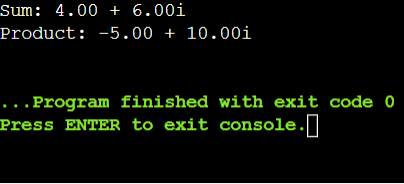 Sum: 4.00 + 6.00i
Product: -5.00 + 10.00i
...Program finished with exit code 0
Press ENTER to exit console.